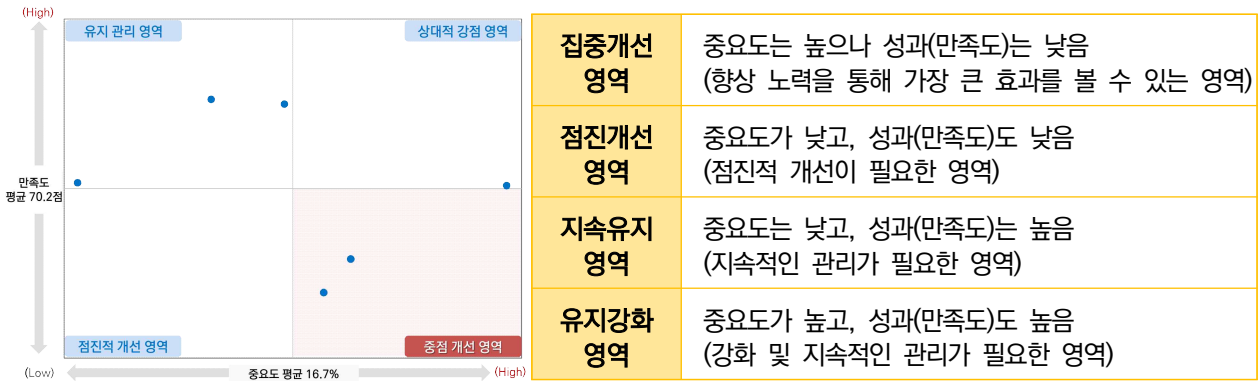 (High)
유지 관리 영역
상대적 강점 영역
만족도
평균 70.2점
점진적 개선 영역
중점 개선 영역
(Low)
중요도 평균 16.7%
(High)
집중개선
영역
중요도는 높으나 성과(만족도)는 낮음
(향상 노력을 통해 가장 큰 효과를 볼 수 있는 영역)
점진개선
영역
중요도가 낮고, 성과(만족도)도 낮음
(점진적 개선이 필요한 영역)
지속유지
영역
중요도는 낮고, 성과(만족도)는 높음
(지속적인 관리가 필요한 영역)
유지강화
영역
중요도가 높고, 성과(만족도)도 높음
(강화 및 지속적인 관리가 필요한 영역)